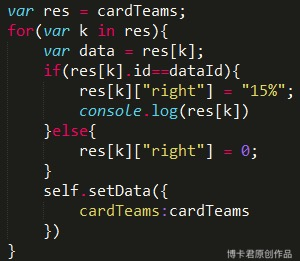 var res = cardTeams;
for(var k in res){
    var data = res[k];
    if(res[k].id==dataId){
        res[k]["right"] = "15%";
        console.log(res[k])
    }else{
        res[k]["right"] = 0;
    }
    self.setData({
        cardTeams:cardTeams
    })
}
博卡君原创作品